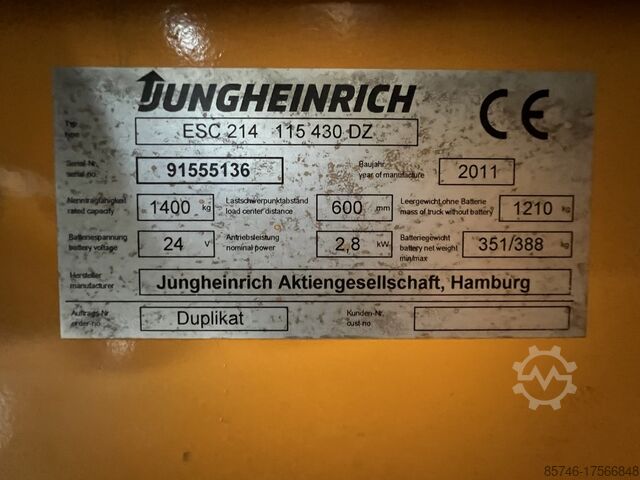 JUNGHEINRICH
CE
Typ
type
ESC 214 115 430 DZ
Serial-Nr.
serial no.
91555136
Baujahr
year of manufacture
2011
Nenntragfähigkeit
rated capacity
1400 kg
Lastschwerpunktabstand
load center distance
600 mm
Leergewicht ohne Batterie
mass of truck without battery
1210 kg
Batteriespannung
battery voltage
24 V
Antriebsleistung
nominal power
2,8 kW
Batteriegewicht
battery net weight
min/max
351/388 kg
Hersteller
manufacturer
Jungheinrich Aktiengesellschaft, Hamburg
Auftrags-Nr
order-no.
Duplikat
Kunden-Nr.
cust-no
85746-17566848